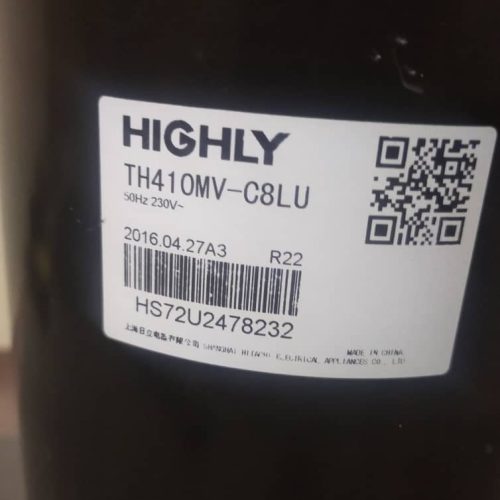 HIGHLY
TH410MV-C8LU
50Hz 230V~
2016.04.27A3 R22
HS72U2478232
MADE IN CHINA
上海日立电器有限公司 SHANGHAI HITACHI ELECTRICAL APPLIANCES CO., LTD